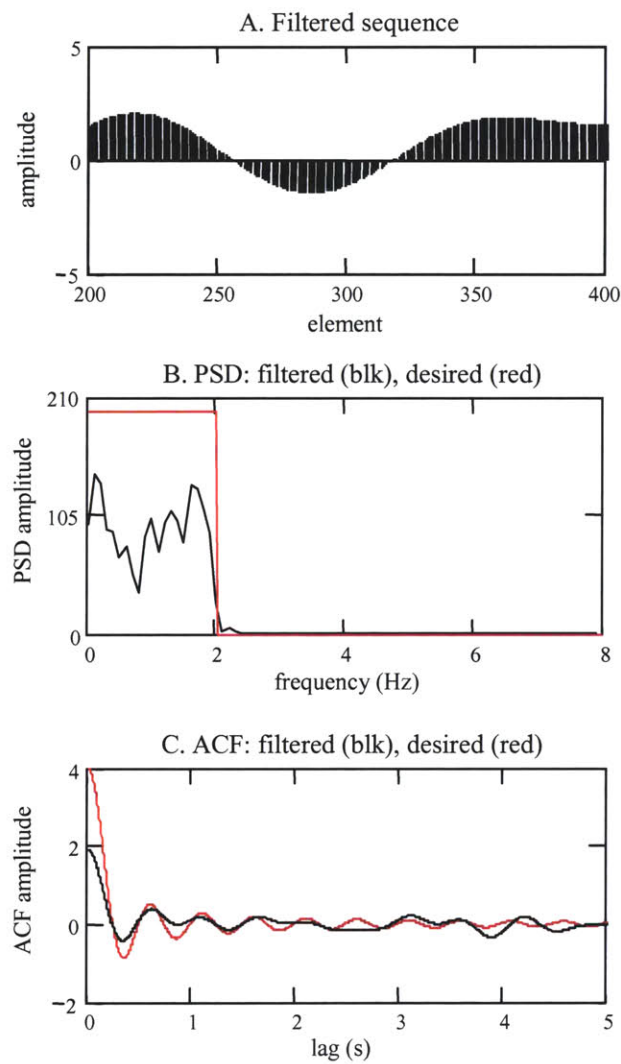 A. Filtered sequence
5
0
−5
amplitude
200 250 300 350 400
element
B. PSD: filtered (blk), desired (red)
210
105
0
PSD amplitude
0 2 4 6 8
frequency (Hz)
C. ACF: filtered (blk), desired (red)
4
2
0
−2
ACF amplitude
0 1 2 3 4 5
lag (s)